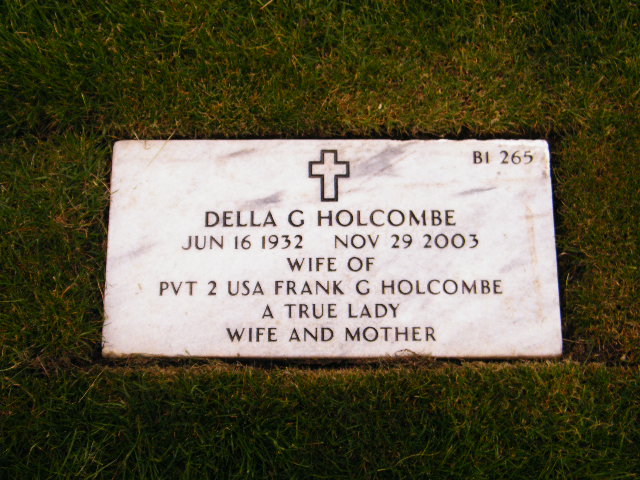 B1 265
DELLA G HOLCOMBE
JUN 16 1932 NOV 29 2003
WIFE OF
PVT 2 USA FRANK G HOLCOMBE
A TRUE LADY
WIFE AND MOTHER